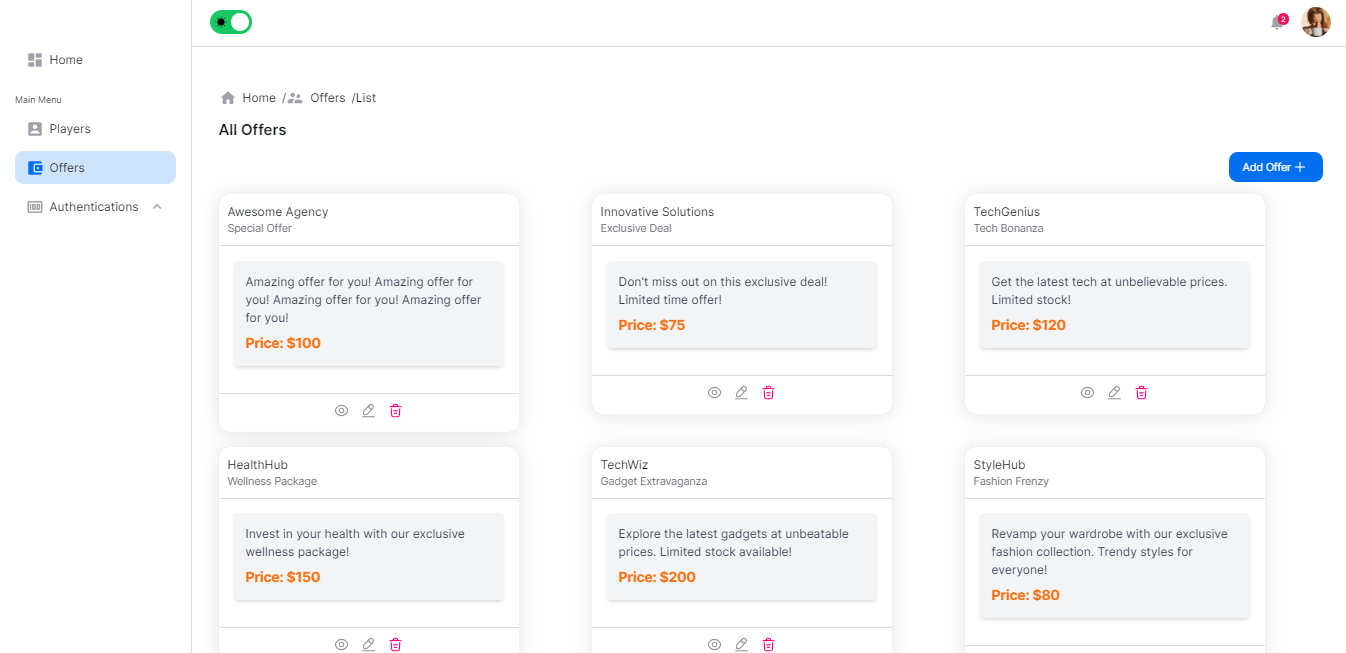 2
Home
Main Menu
Players
Offers
Authentications
Home / Offers /List
All Offers
Add Offer +
Awesome Agency
Special Offer
Amazing offer for you! Amazing offer for
you! Amazing offer for you! Amazing offer
for you!
Price: $100
Innovative Solutions
Exclusive Deal
Don't miss out on this exclusive deal!
Limited time offer!
Price: $75
TechGenius
Tech Bonanza
Get the latest tech at unbelievable prices.
Limited stock!
Price: $120
HealthHub
Wellness Package
Invest in your health with our exclusive
wellness package!
Price: $150
TechWiz
Gadget Extravaganza
Explore the latest gadgets at unbeatable
prices. Limited stock available!
Price: $200
StyleHub
Fashion Frenzy
Revamp your wardrobe with our exclusive
fashion collection. Trendy styles for
everyone!
Price: $80